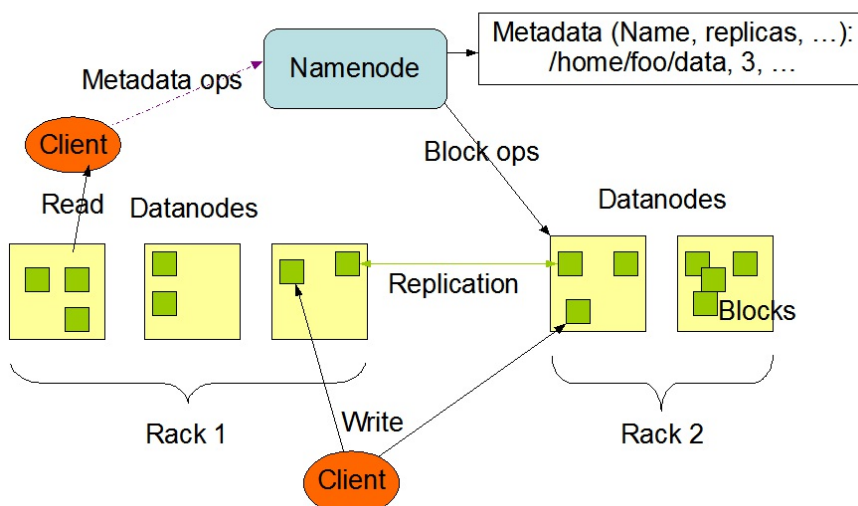 Metadata (Name, replicas, …):
/home/foo/data, 3, …
Namenode
Metadata ops
Client
Block ops
Read
Datanodes
Datanodes
Replication
Blocks
Rack 1
Write
Rack 2
Client